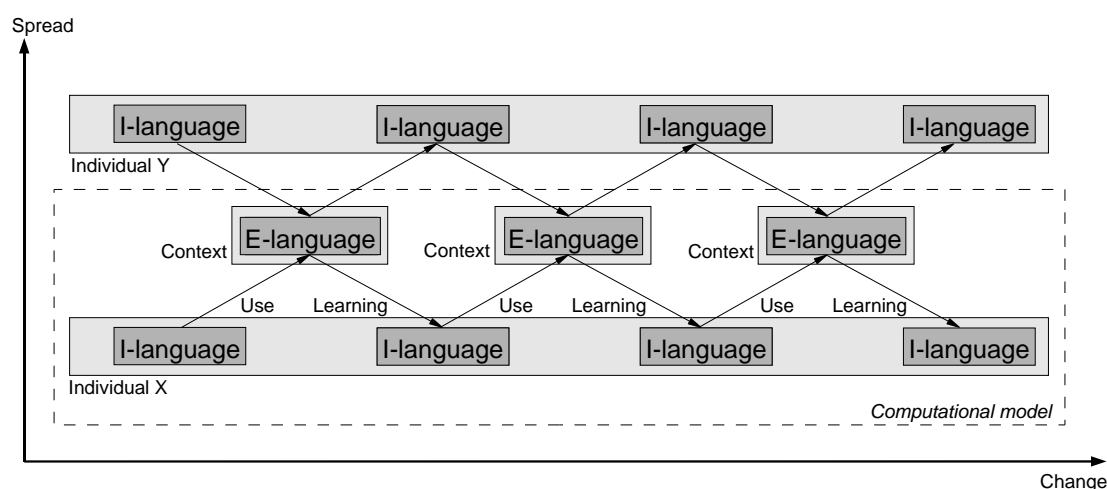 Spread
I-language I-language I-language I-language
Individual Y
E-language E-language E-language
Context Context Context
Use Learning Use Learning Use Learning
I-language I-language I-language I-language
Individual X
Computational model
Change